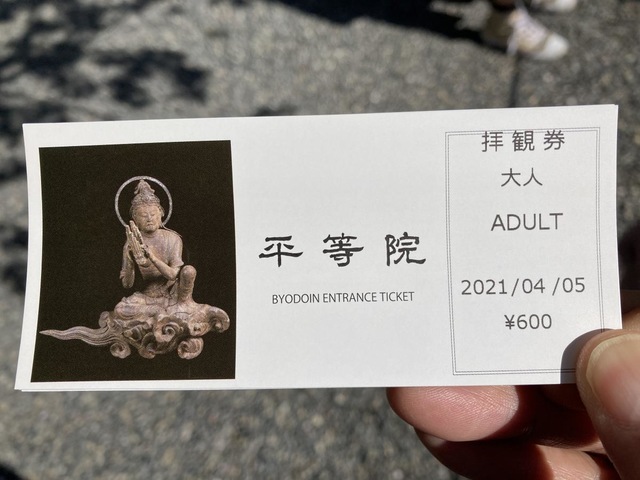 平等院
BYODOIN ENTRANCE TICKET
拝観券
大人
ADULT
2021/04/05
¥600